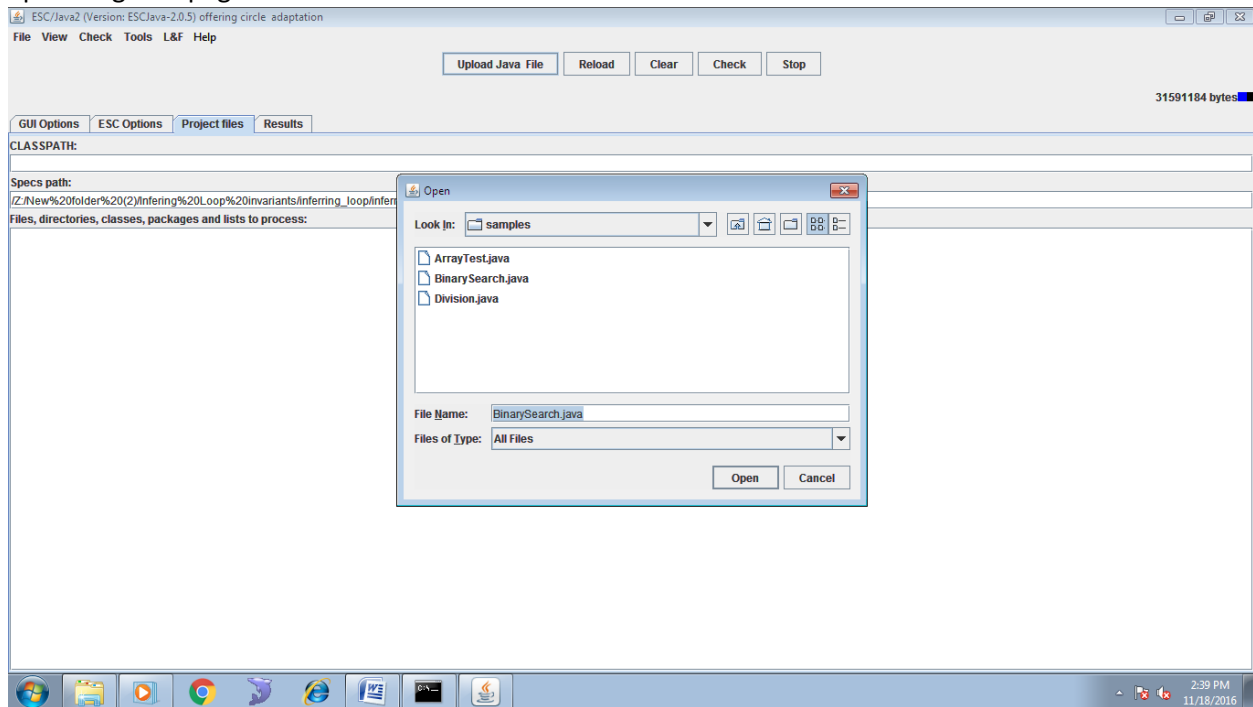 ESC/Java2 (Version: ESCJava-2.0.5) offering circle adaptation
File View Check Tools L&F Help
Upload Java File Reload Clear Check Stop
31591184 bytes
GUI Options ESC Options Project files Results
CLASSPATH:
Specs path:
/Z:/New%20folder%20(2)/Infering%20Loop%20invariants/inferring_loop/inferr
Files, directories, classes, packages and lists to process:
Open
Look In: samples
ArrayTest.java
BinarySearch.java
Division.java
File Name: BinarySearch.java
Files of Type: All Files
Open Cancel
2:39 PM
11/18/2016